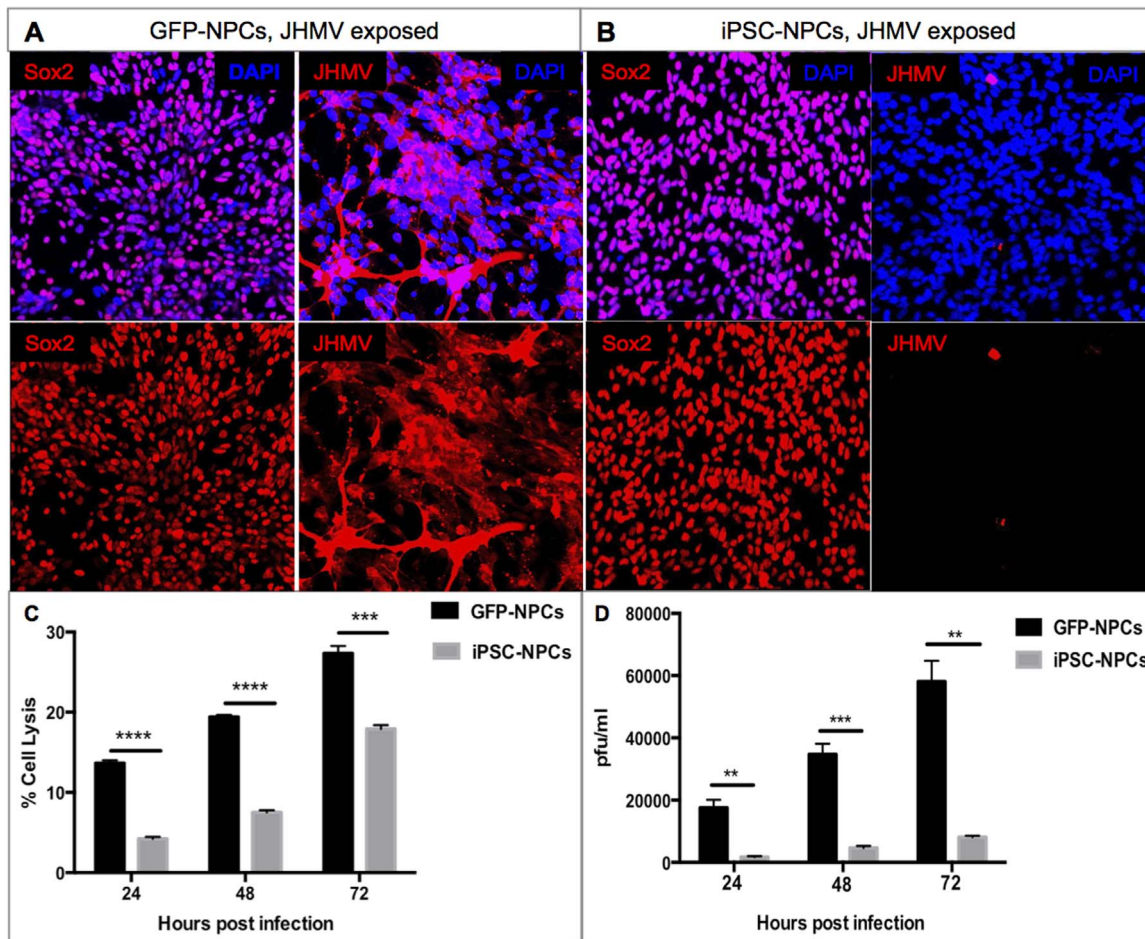 A GFP-NPCs, JHMV exposed
B iPSC-NPCs, JHMV exposed
Sox2 DAPI JHMV DAPI
Sox2 DAPI JHMV DAPI
Sox2 JHMV
Sox2 JHMV
C
30
20
10
0
% Cell Lysis
****
****
***
GFP-NPCs
iPSC-NPCs
24 48 72
Hours post infection
D
80000
60000
40000
20000
0
pfu/ml
**
***
**
GFP-NPCs
iPSC-NPCs
24 48 72
Hours post infection